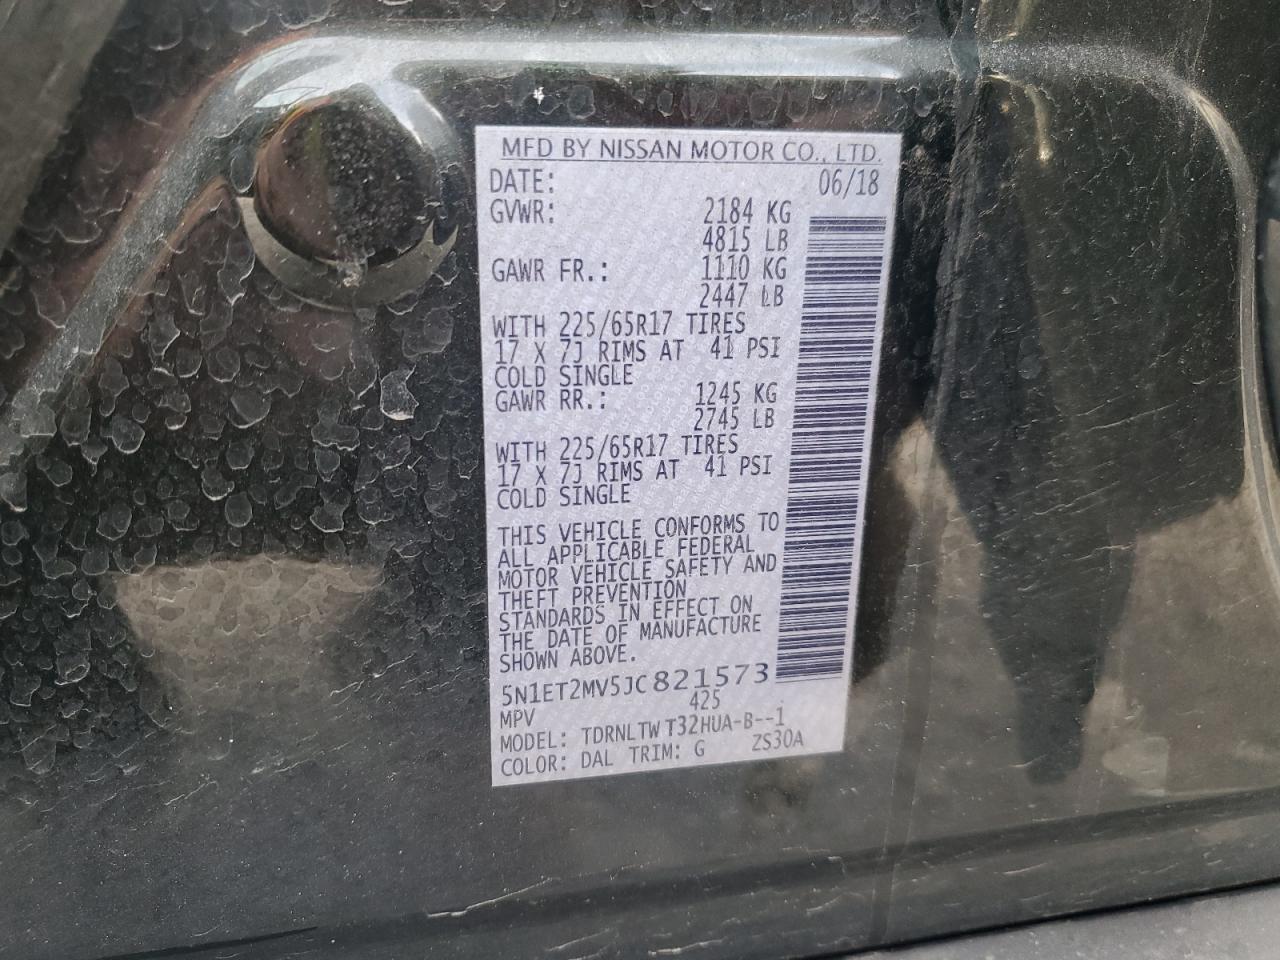 MFD BY NISSAN MOTOR CO., LTD.
DATE: 06/18
GVWR: 2184 KG
4815 LB
GAWR FR.: 1110 KG
2447 LB
WITH 225/65R17 TIRES
17 X 7J RIMS AT 41 PSI
COLD SINGLE
GAWR RR.: 1245 KG
2745 LB
WITH 225/65R17 TIRES
17 X 7J RIMS AT 41 PSI
COLD SINGLE
THIS VEHICLE CONFORMS TO
ALL APPLICABLE FEDERAL
MOTOR VEHICLE SAFETY AND
THEFT PREVENTION
STANDARDS IN EFFECT ON
THE DATE OF MANUFACTURE
SHOWN ABOVE.
5N1ET2MV5JC821573
MPV 425
MODEL: TDRNLTWT32HUA-B--1
COLOR: DAL TRIM: G ZS30A